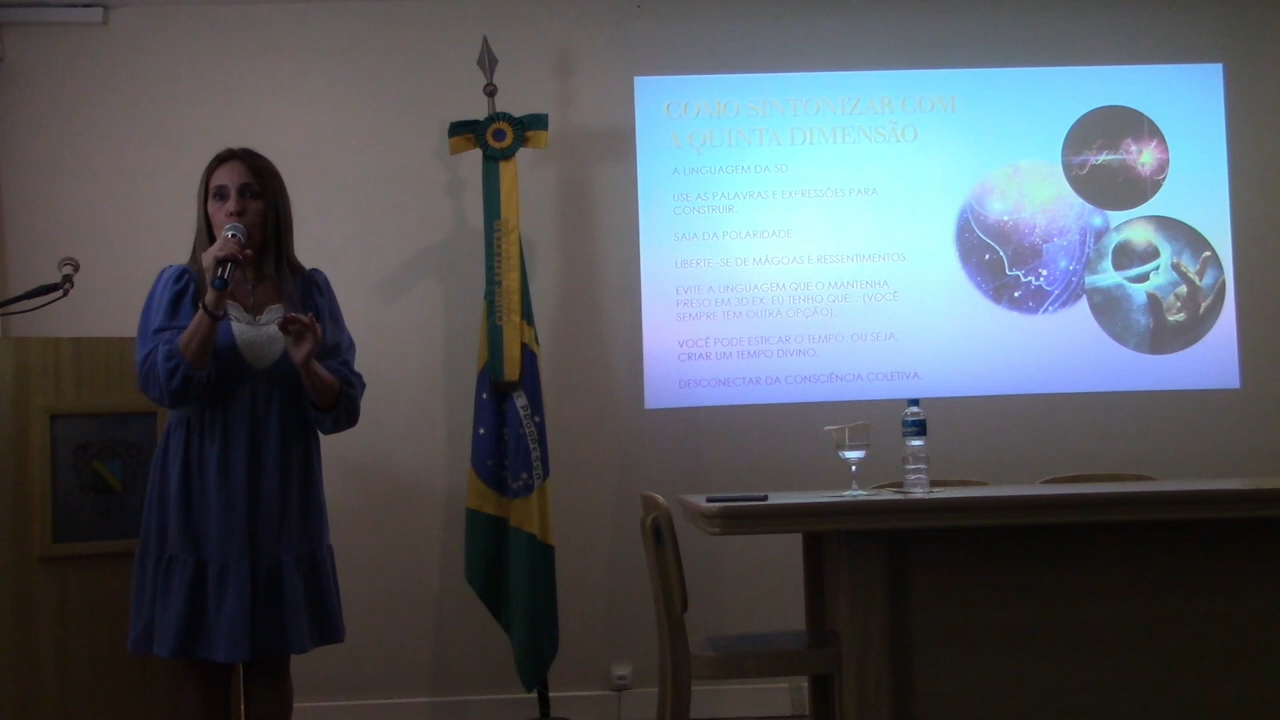 COMO SINTONIZAR COM
A QUINTA DIMENSÃO
A LINGUAGEM DA 5D
USE AS PALAVRAS E EXPRESSÕES PARA
CONSTRUIR.
SAIA DA POLARIDADE
LIBERTE -SE DE MÁGOAS E RESSENTIMENTOS
EVITE A LINGUAGEM QUE O MANTENHA
PRESO EM 3D EX. EU TENHO QUE... (VOCÊ
SEMPRE TEM OUTRA OPÇÃO).
VOCÊ PODE ESTICAR O TEMPO, OU SEJA,
CRIAR UM TEMPO DIVINO.
DESCONECTAR DA CONSCIÊNCIA COLETIVA.
PROGRESSO